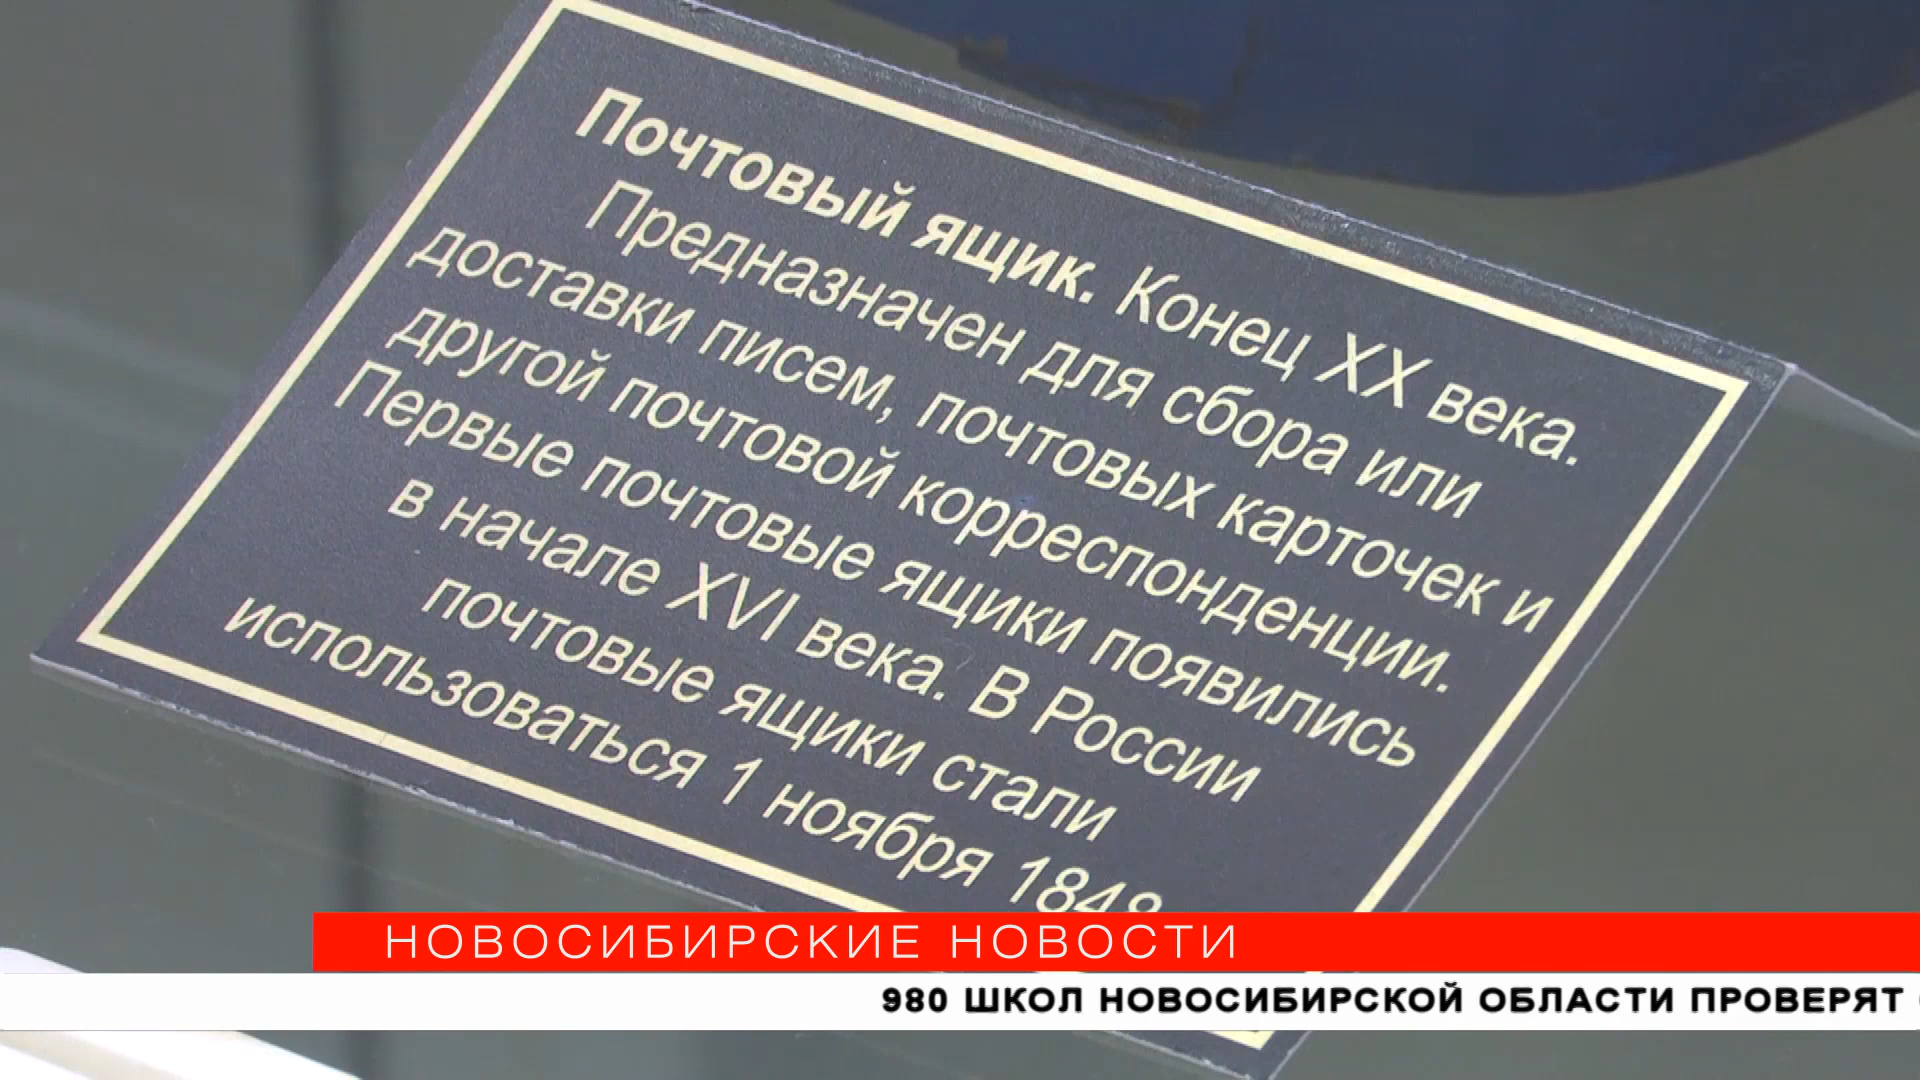 Почтовый ящик. Конец XX века.
Предназначен для сбора или
доставки писем, почтовых карточек и
другой почтовой корреспонденции.
Первые почтовые ящики появились
в начале XVI века. В России
почтовые ящики стали
использоваться 1 ноября 1848
НОВОСИБИРСКИЕ НОВОСТИ
980 ШКОЛ НОВОСИБИРСКОЙ ОБЛАСТИ ПРОВЕРЯТ